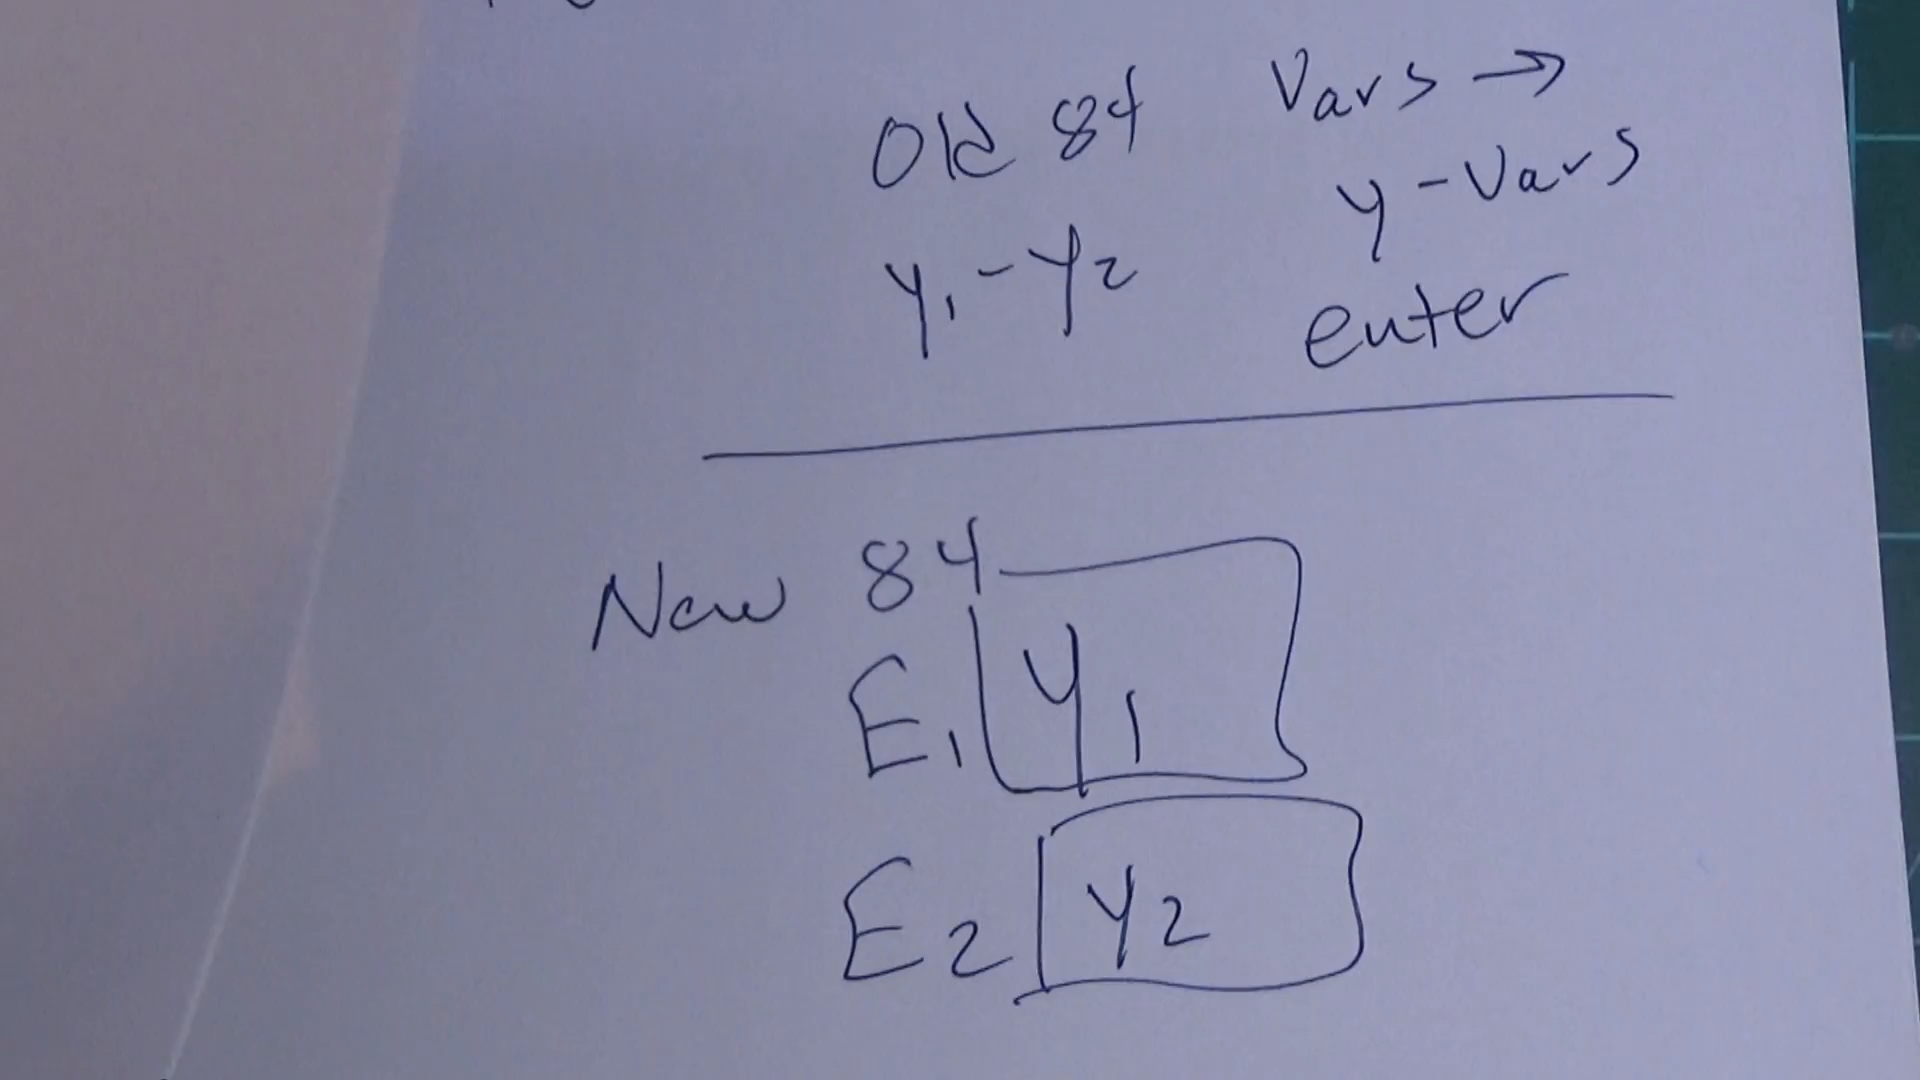 Old 84 Vars →
y-Vars
y₁-y₂
enter
New 84
E₁ y₁
E₂ y₂